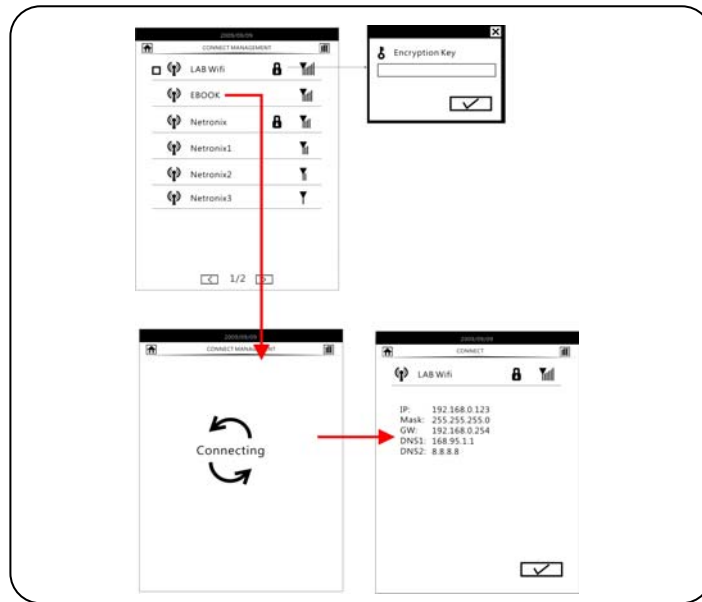 2009/09/09
CONNECT MANAGEMENT
LAB Wifi
EBOOK
Netronix
Netronix1
Netronix2
Netronix3
1/2
Encryption Key
2009/09/09
CONNECT MANAGEMENT
Connecting
2009/09/09
CONNECT
LAB Wifi
IP: 192.168.0.123
Mask: 255.255.255.0
GW: 192.168.0.254
DNS1: 168.95.1.1
DNS2: 8.8.8.8